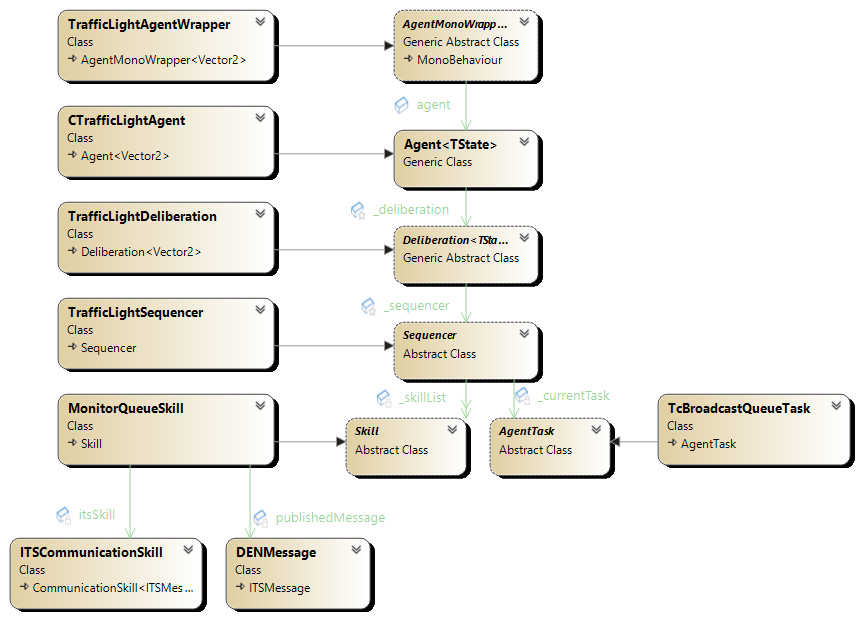 TrafficLightAgentWrapper
Class
AgentMonoWrapper<Vector2>
AgentMonoWrapp...
Generic Abstract Class
MonoBehaviour
agent
CTrafficLightAgent
Class
Agent<Vector2>
Agent<TState>
Generic Class
_deliberation
TrafficLightDeliberation
Class
Deliberation<Vector2>
Deliberation<TSta...
Generic Abstract Class
_sequencer
TrafficLightSequencer
Class
Sequencer
Sequencer
Abstract Class
_skillList
_currentTask
MonitorQueueSkill
Class
Skill
Skill
Abstract Class
AgentTask
Abstract Class
TcBroadcastQueueTask
Class
AgentTask
itsSkill
publishedMessage
ITSCommunicationSkill
Class
CommunicationSkill<ITSMes...
DENMessage
Class
ITSMessage